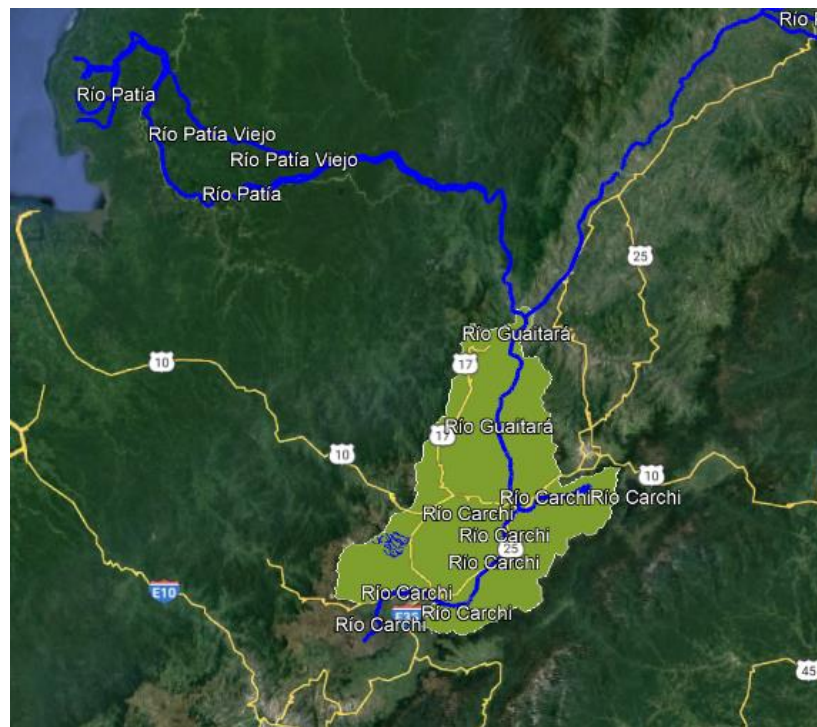 Río P
Río Patía
Río Patía Viejo
Río Patía Viejo
Río Patía
25
Río Guaitará
17
10
Río Guaitará
17
10
10
Río Carchi
Río Carchi
Río Carchi
Río Carchi
25
Río Carchi
E10
Río Carchi
E35
Río Carchi
Río Carchi
45